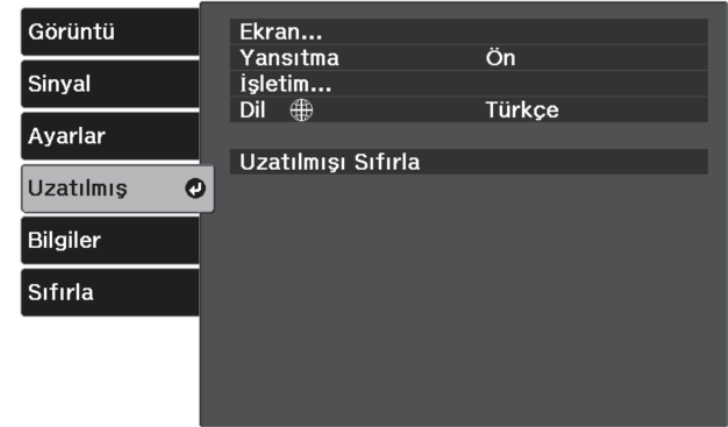 Görüntü
Sinyal
Ayarlar
Uzatılmış
Bilgiler
Sıfırla
Ekran...
Yansıtma Ön
İşletim...
Dil Türkçe
Uzatılmışı Sıfırla